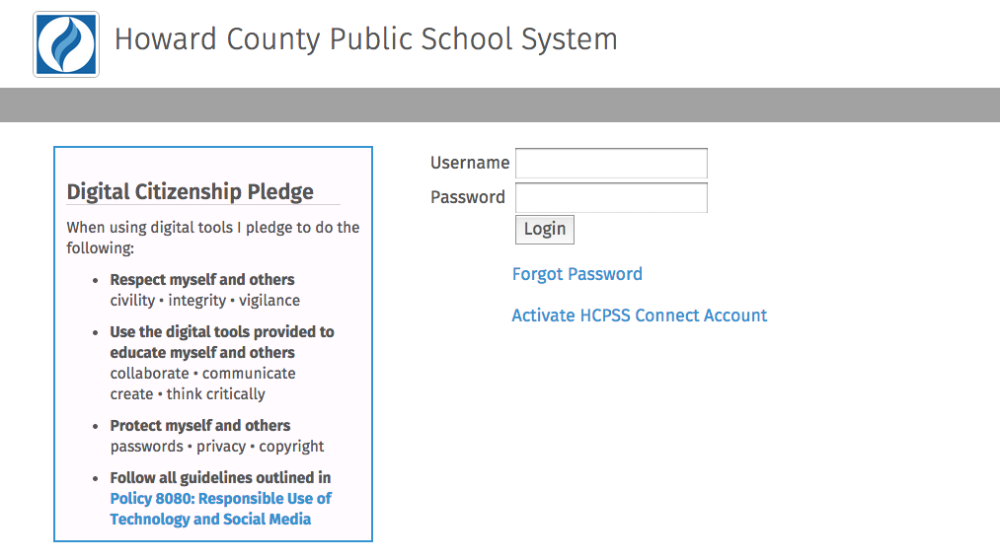 Howard County Public School System
Digital Citizenship Pledge
When using digital tools I pledge to do the
following:
• Respect myself and others
civility • integrity • vigilance
• Use the digital tools provided to
educate myself and others
collaborate • communicate
create • think critically
• Protect myself and others
passwords • privacy • copyright
• Follow all guidelines outlined in
Policy 8080: Responsible Use of
Technology and Social Media
Username
Password
Login
Forgot Password
Activate HCPSS Connect Account